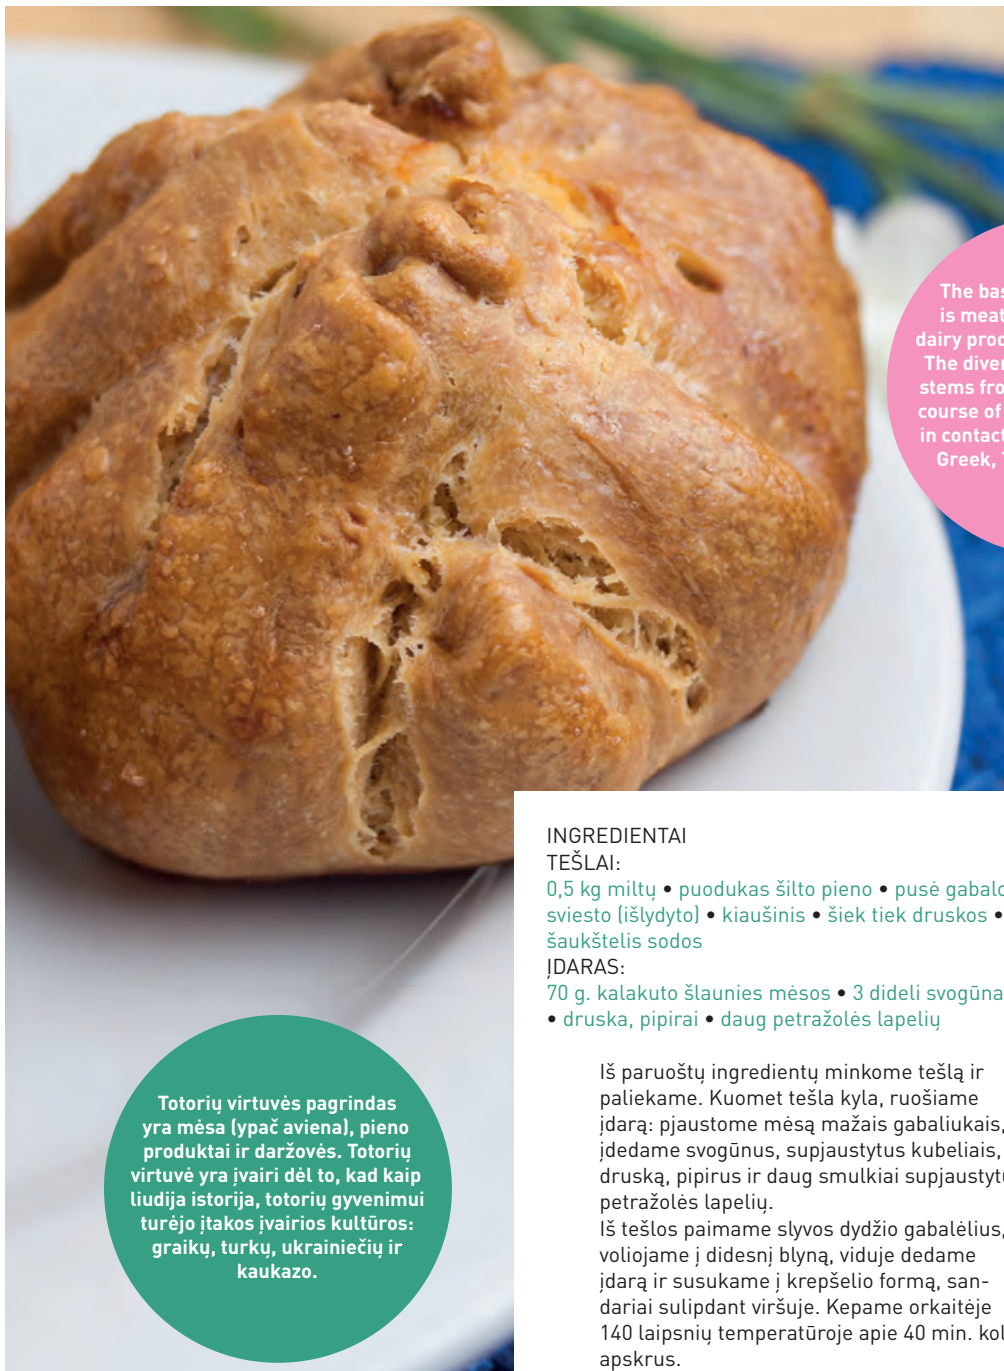 The bas
is meat
dairy prod
The diver
stems fro
course of
in contact
Greek, T
INGREDIENTAI
TEŠLAI:
0,5 kg miltų • puodukas šilto pieno • pusė gabalo
sviesto (išlydyto) • kiaušinis • šiek tiek druskos •
šaukštelis sodos
ĮDARAS:
70 g. kalakuto šlaunies mėsos • 3 dideli svogūna
• druska, pipirai • daug petražolės lapelių
Iš paruoštų ingredientų minkome tešlą ir
paliekame. Kuomet tešla kyla, ruošiame
įdarą: pjaustome mėsą mažais gabaliukais,
įdedame svogūnus, supjaustytus kubeliais,
druską, pipirus ir daug smulkiai supjaustytų
petražolės lapelių.
Iš tešlos paimame slyvos dydžio gabalėlius,
voliojame į didesnį blyną, viduje dedame
įdarą ir susukame į krepšelio formą, san-
dariai sulipdant viršuje. Kepame orkaitėje
140 laipsnių temperatūroje apie 40 min. kol
apskrus.
Totorių virtuvės pagrindas
yra mėsa (ypač aviena), pieno
produktai ir daržovės. Totorių
virtuvė yra įvairi dėl to, kad kaip
liudija istorija, totorių gyvenimui
turėjo įtakos įvairios kultūros:
graikų, turkų, ukrainiečių ir
kaukazo.